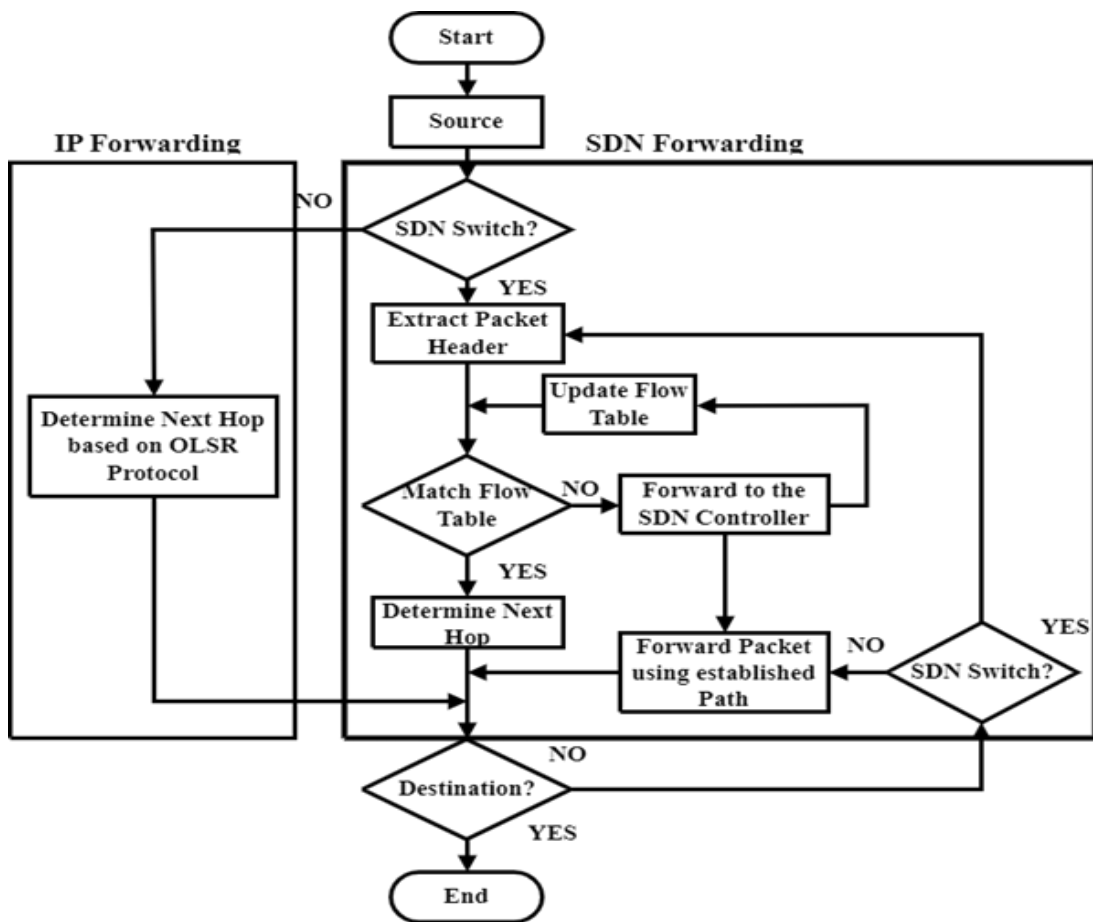 Start
Source
IP Forwarding
SDN Forwarding
NO
SDN Switch?
YES
Extract Packet
Header
Update Flow
Table
Determine Next Hop
based on OLSR
Protocol
Match Flow
Table
NO
Forward to the
SDN Controller
YES
Determine Next
Hop
Forward Packet
using established
Path
NO
SDN Switch?
YES
NO
Destination?
YES
End